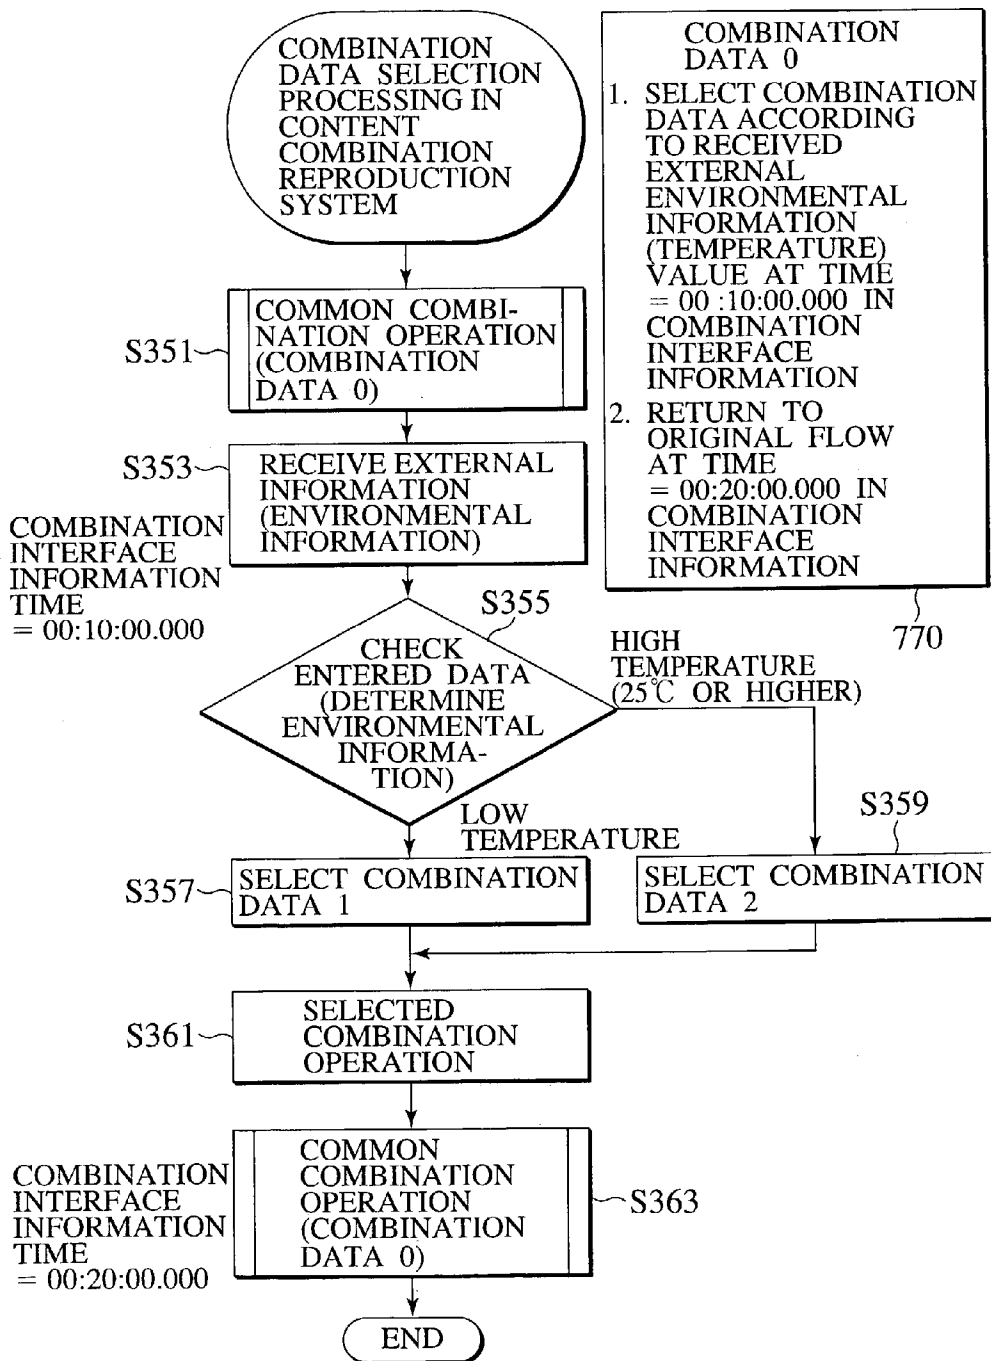 COMBINATION
DATA SELECTION
PROCESSING IN
CONTENT
COMBINATION
REPRODUCTION
SYSTEM
S351
COMMON COMBI-
NATION OPERATION
(COMBINATION
DATA 0)
S353
RECEIVE EXTERNAL
INFORMATION
(ENVIRONMENTAL
INFORMATION)
COMBINATION
INTERFACE
INFORMATION
TIME
= 00:10:00.000
S355
CHECK
ENTERED DATA
(DETERMINE
ENVIRONMENTAL
INFORMA-
TION)
HIGH
TEMPERATURE
(25℃ OR HIGHER)
LOW
TEMPERATURE
S357
SELECT COMBINATION
DATA 1
S359
SELECT COMBINATION
DATA 2
S361
SELECTED
COMBINATION
OPERATION
COMBINATION
INTERFACE
INFORMATION
TIME
= 00:20:00.000
COMMON
COMBINATION
OPERATION
(COMBINATION
DATA 0)
S363
END
COMBINATION
DATA 0
1. SELECT COMBINATION
DATA ACCORDING
TO RECEIVED
EXTERNAL
ENVIRONMENTAL
INFORMATION
(TEMPERATURE)
VALUE AT TIME
= 00 :10:00.000 IN
COMBINATION
INTERFACE
INFORMATION
2. RETURN TO
ORIGINAL FLOW
AT TIME
= 00:20:00.000 IN
COMBINATION
INTERFACE
INFORMATION
770